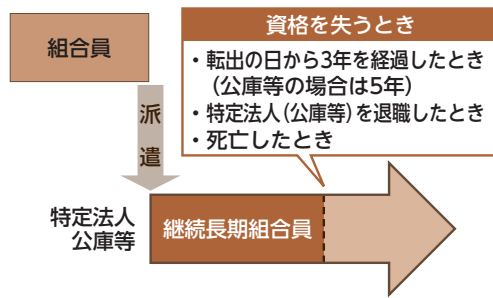 組合員
資格を失うとき
・転出の日から3年を経過したとき
（公庫等の場合は5年）
・特定法人（公庫等）を退職したとき
・死亡したとき
派遣
特定法人
公庫等
継続長期組合員